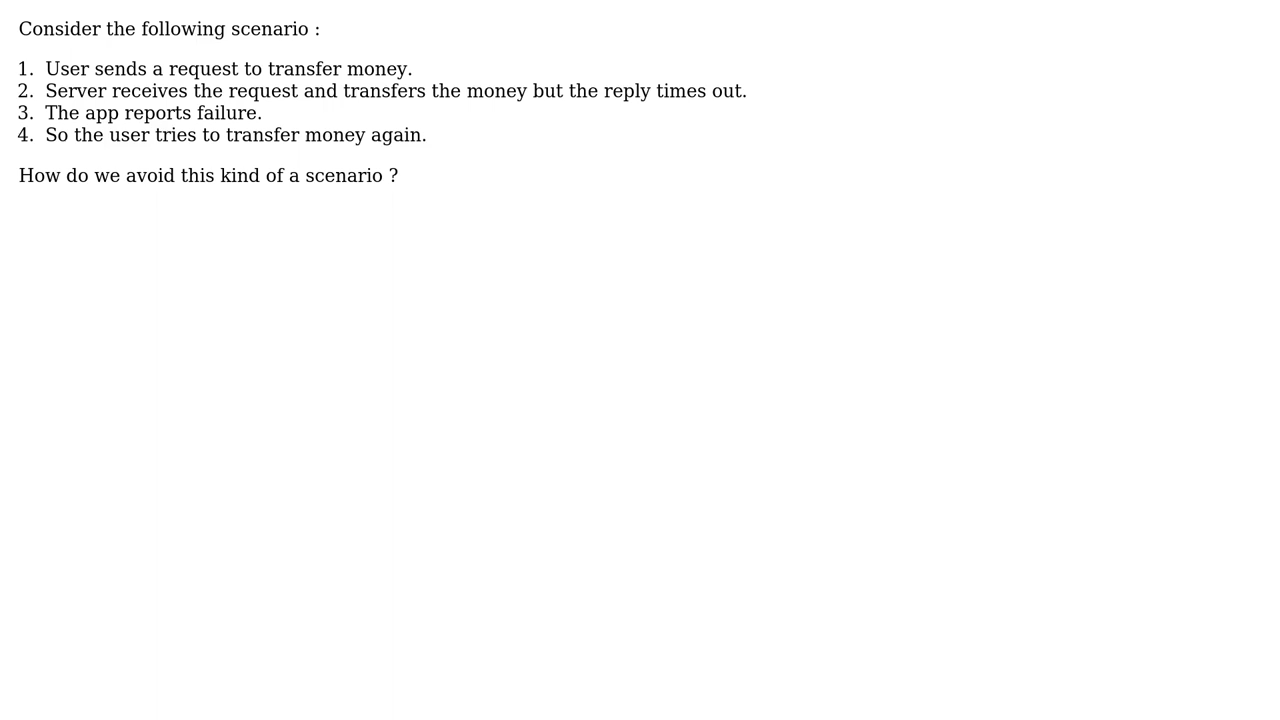 Consider the following scenario :
1. User sends a request to transfer money.
2. Server receives the request and transfers the money but the reply times out.
3. The app reports failure.
4. So the user tries to transfer money again.
How do we avoid this kind of a scenario ?